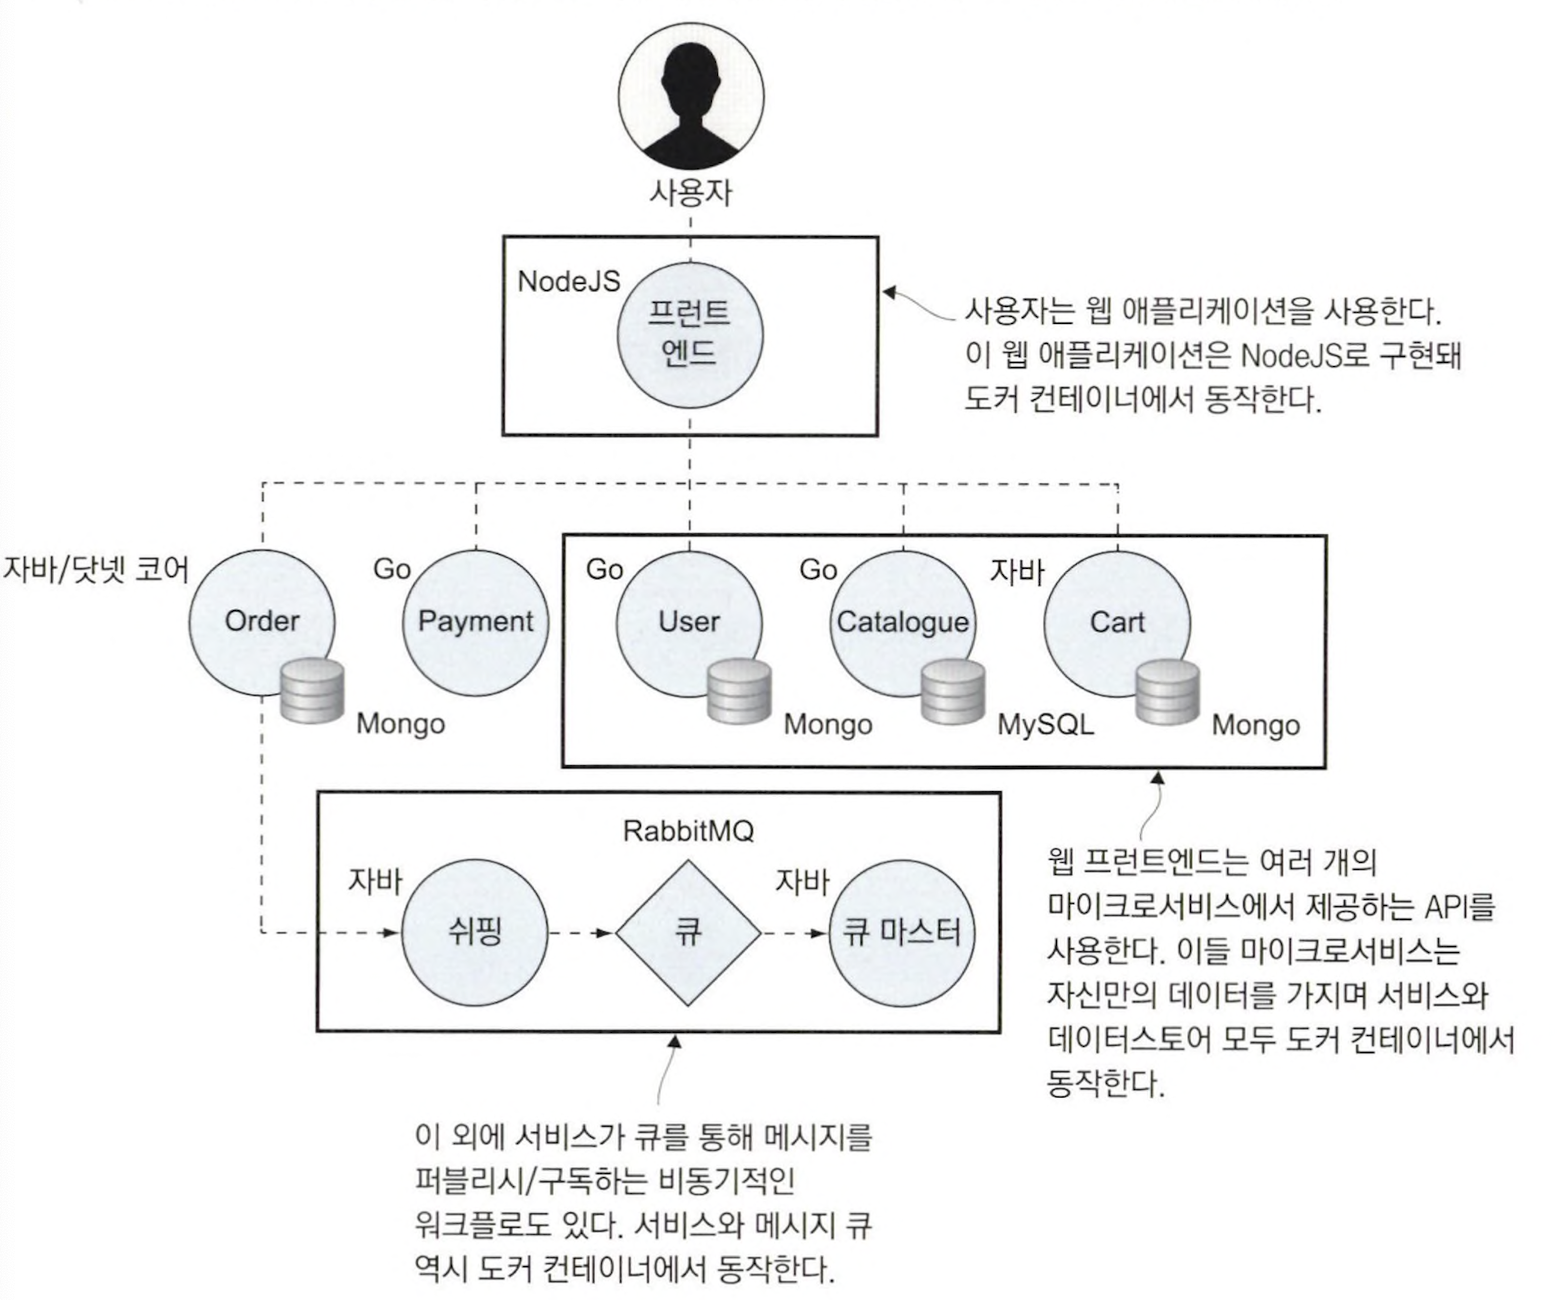 사용자
NodeJS
프런트
엔드
사용자는 웹 애플리케이션을 사용한다.
이 웹 애플리케이션은 NodeJS로 구현돼
도커 컨테이너에서 동작한다.
자바/닷넷 코어
Order
Mongo
Go
Payment
Go
User
Mongo
Go
Catalogue
MySQL
자바
Cart
Mongo
RabbitMQ
자바
쉬핑
큐
자바
큐 마스터
웹 프런트엔드는 여러 개의
마이크로서비스에서 제공하는 API를
사용한다. 이들 마이크로서비스는
자신만의 데이터를 가지며 서비스와
데이터스토어 모두 도커 컨테이너에서
동작한다.
이 외에 서비스가 큐를 통해 메시지를
퍼블리시/구독하는 비동기적인
워크플로도 있다. 서비스와 메시지 큐
역시 도커 컨테이너에서 동작한다.